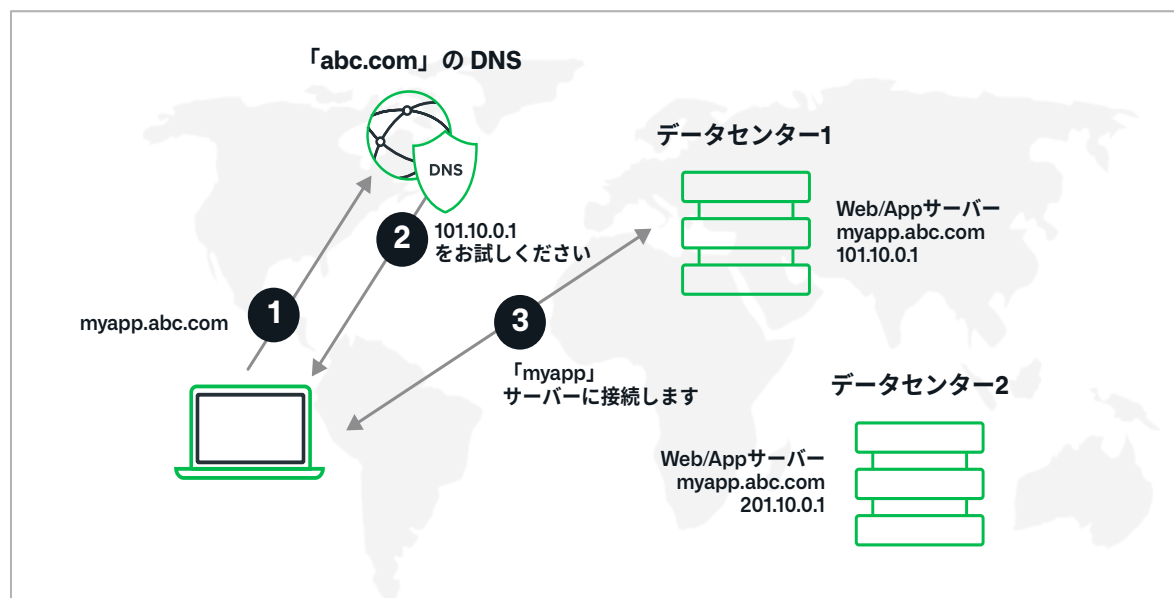 「abc.com」の DNS
DNS
データセンター1
Web/Appサーバー
myapp.abc.com
101.10.0.1
2
101.10.0.1
をお試しください
1
myapp.abc.com
3
「myapp」
サーバーに接続します
データセンター2
Web/Appサーバー
myapp.abc.com
201.10.0.1